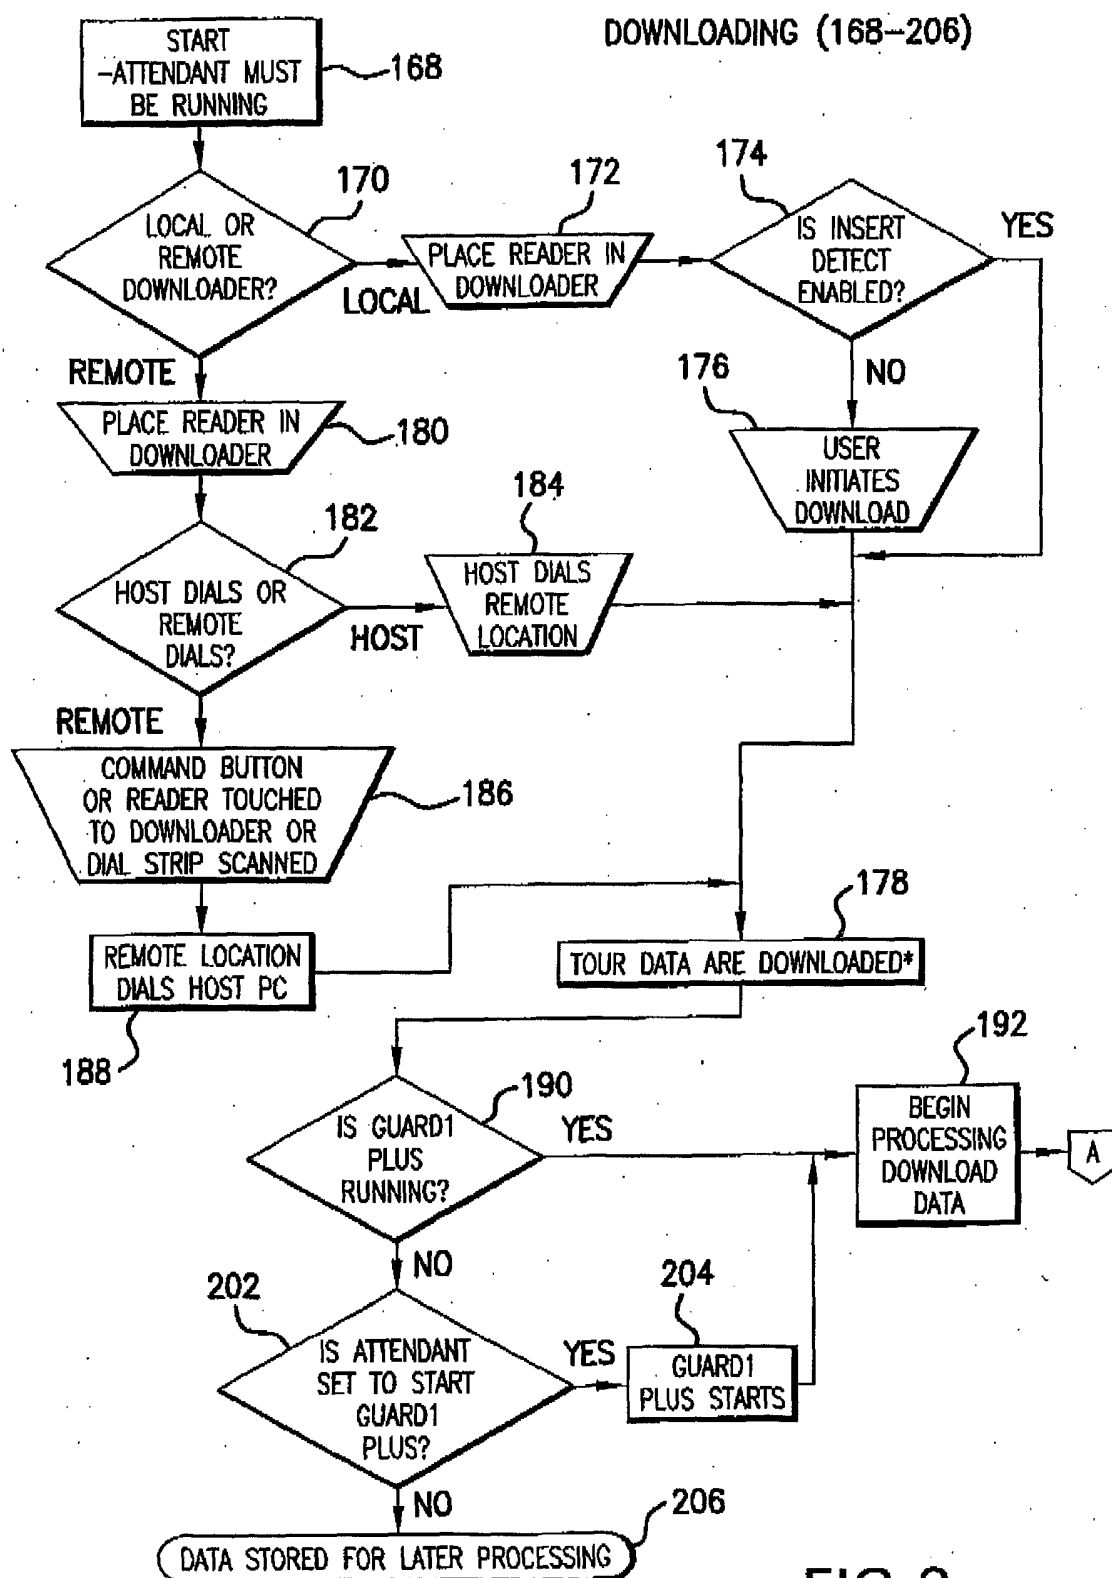 DOWNLOADING (168-206)
START
-ATTENDANT MUST
BE RUNNING
168
LOCAL OR
REMOTE
DOWNLOADER?
170
LOCAL
REMOTE
PLACE READER IN
DOWNLOADER
172
IS INSERT
DETECT
ENABLED?
174
YES
NO
USER
INITIATES
DOWNLOAD
176
PLACE READER IN
DOWNLOADER
180
HOST DIALS OR
REMOTE
DIALS?
182
HOST
REMOTE
HOST DIALS
REMOTE
LOCATION
184
COMMAND BUTTON
OR READER TOUCHED
TO DOWNLOADER OR
DIAL STRIP SCANNED
186
REMOTE LOCATION
DIALS HOST PC
188
TOUR DATA ARE DOWNLOADED*
178
IS GUARD1
PLUS
RUNNING?
190
YES
NO
BEGIN
PROCESSING
DOWNLOAD
DATA
192
A
IS ATTENDANT
SET TO START
GUARD1
PLUS?
202
YES
NO
GUARD1
PLUS STARTS
204
DATA STORED FOR LATER PROCESSING
206